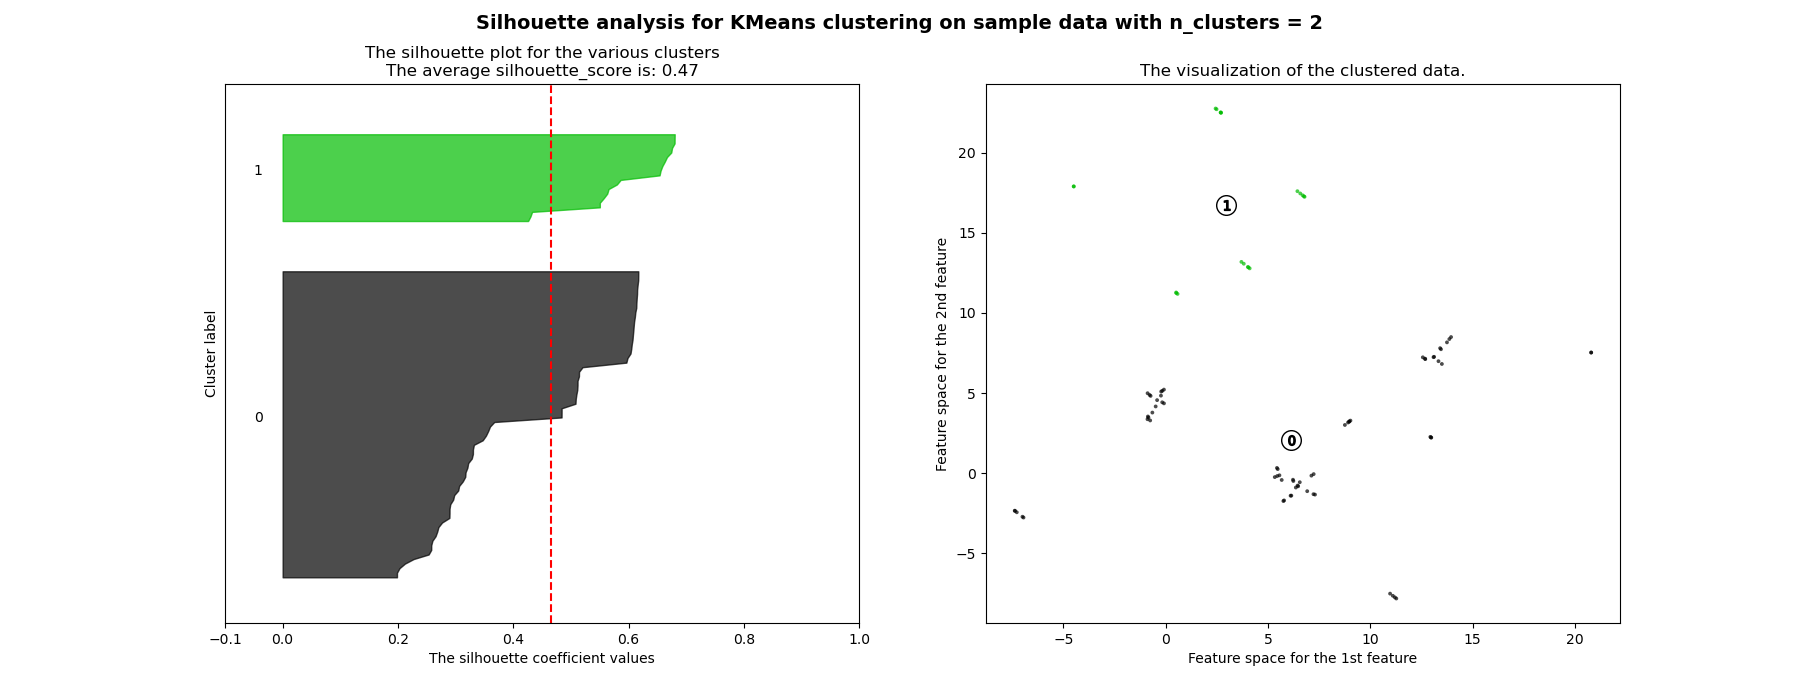 Silhouette analysis for KMeans clustering on sample data with n_clusters = 2
The silhouette plot for the various clusters
The average silhouette_score is: 0.47
1
0
Cluster label
−0.1 0.0 0.2 0.4 0.6 0.8 1.0
The silhouette coefficient values
The visualization of the clustered data.
20
15
10
5
0
−5
1
0
Feature space for the 2nd feature
−5 0 5 10 15 20
Feature space for the 1st feature